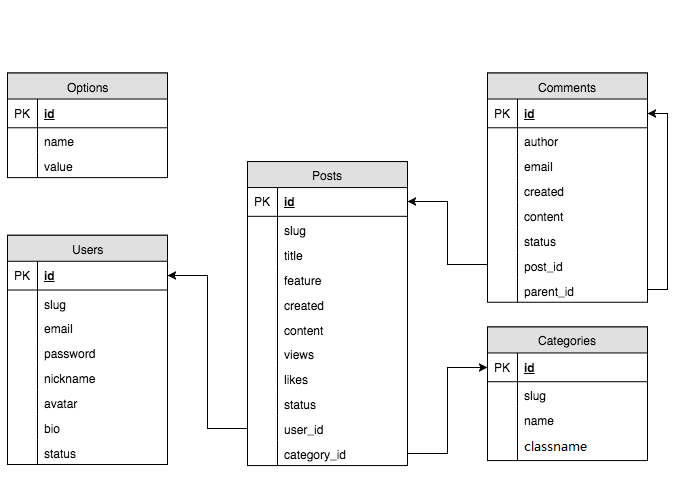 Options
PK id
name
value
Users
PK id
slug
email
password
nickname
avatar
bio
status
Posts
PK id
slug
title
feature
created
content
views
likes
status
user_id
category_id
Comments
PK id
author
email
created
content
status
post_id
parent_id
Categories
PK id
slug
name
classname